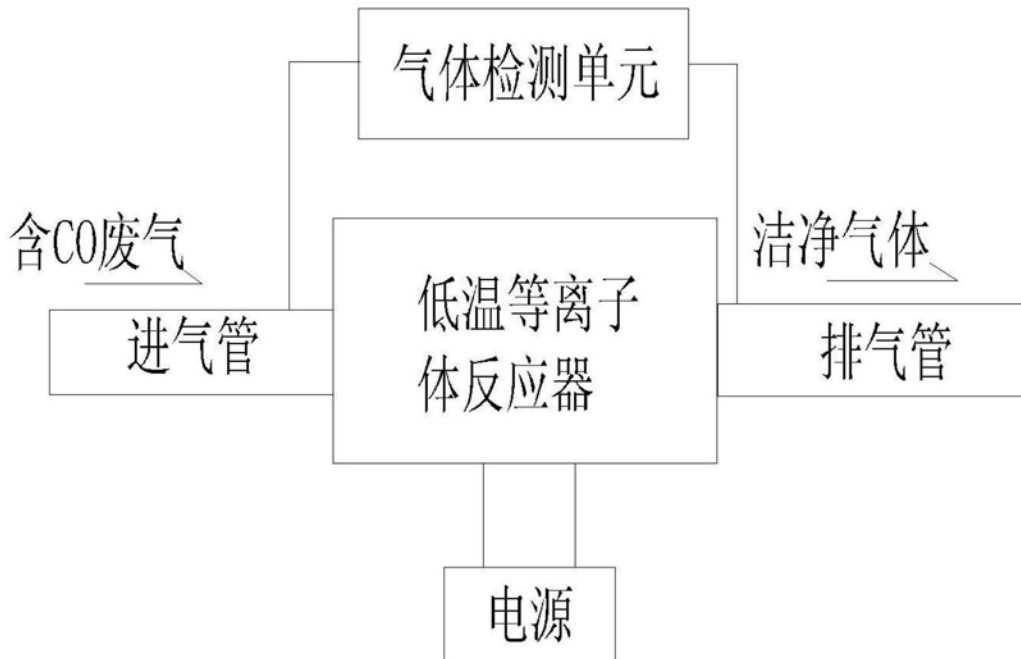 气体检测单元
含CO废气
洁净气体
进气管
低温等离子
体反应器
排气管
电源